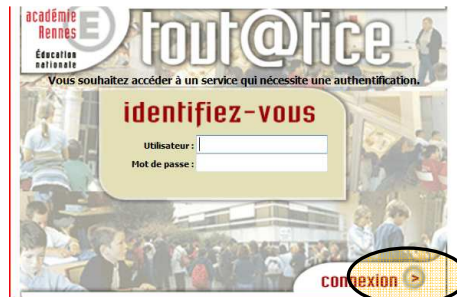 académie
Rennes
E
Éducation
nationale
tout@tice
Vous souhaitez accéder à un service qui nécessite une authentification.
identifiez-vous
Utilisateur :
Mot de passe :
connexion >